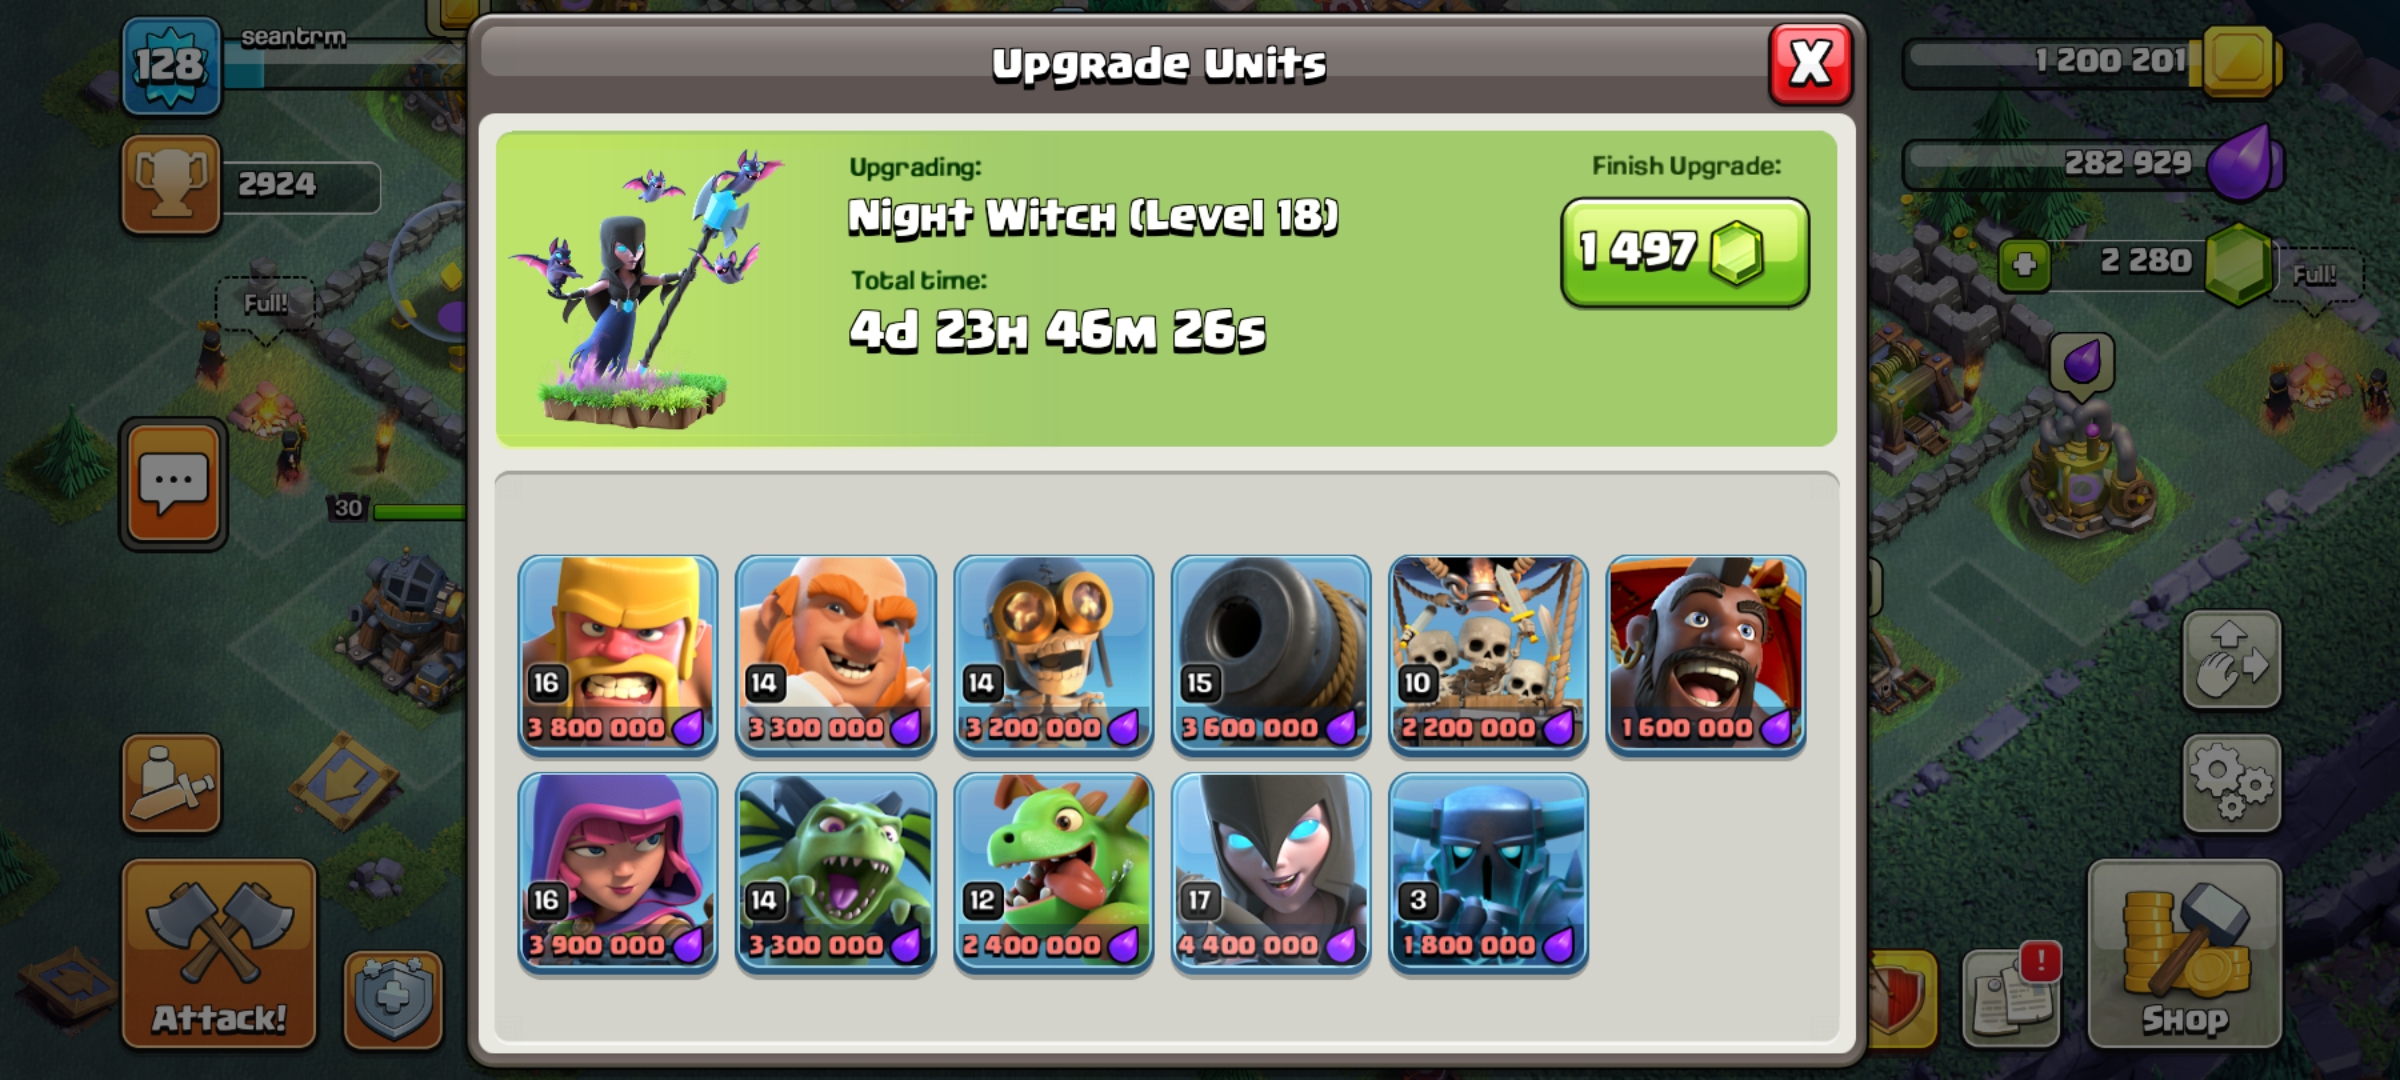 128
seantrm
Upgrade Units
X
1 200 201
2924
Upgrading:
Finish Upgrade:
282 929
Night Witch (Level 18)
1 497
Total time:
2 280
Full!
Full!
4d 23H 46M 26s
30
16
14
14
15
10
3 800 000
3 300 000
3 200 000
3 600 000
2 200 000
1 600 000
16
14
12
17
3
3 900 000
3 300 000
2 400 000
4 400 000
1 800 000
!
Attack!
Shop